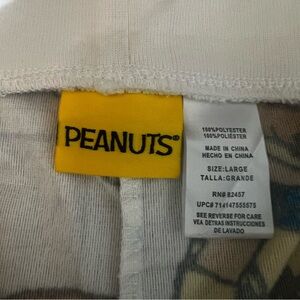 PEANUTS®
100%POLYESTER
100%POLIÉSTER
MADE IN CHINA
HECHO EN CHINA
SIZE:LARGE
TALLA:GRANDE
RN# 82457
UPC# 714147555575
SEE REVERSE FOR CARE
VEA DETRAS INSTRUCCIONES
DE LAVADO